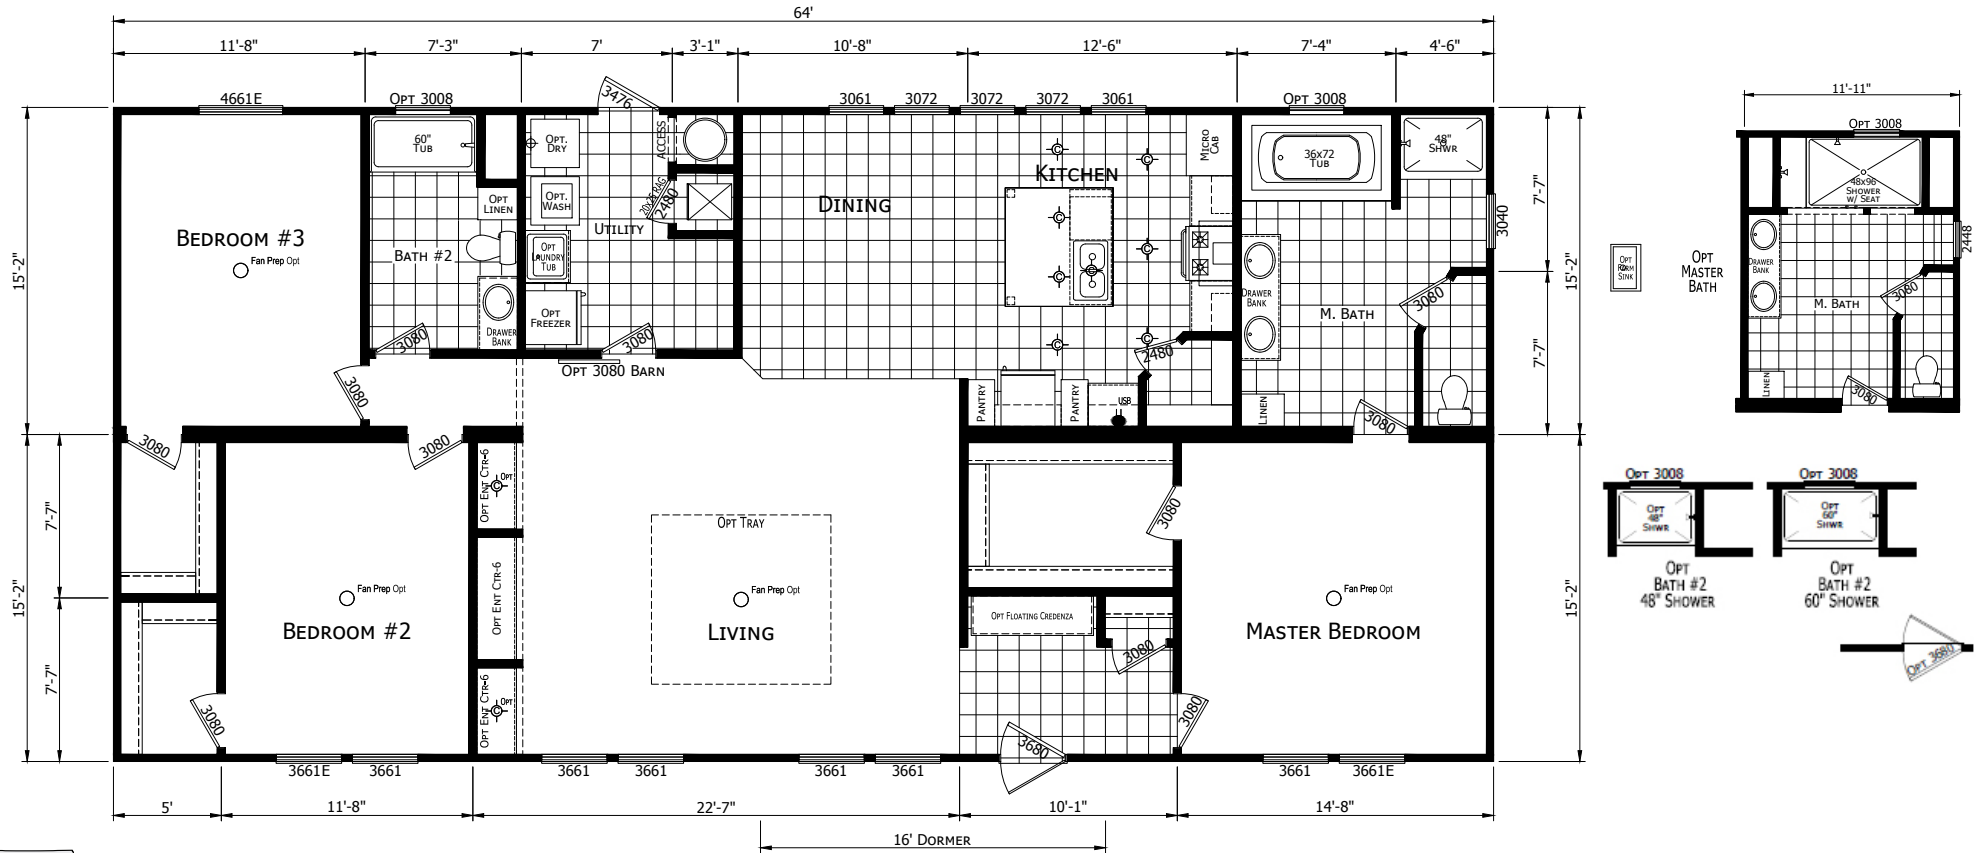 64'
11'-8"
7'-3"
7'
3'-1"
10'-8"
12'-6"
7'-4"
4'-6"
4661E
OPT 3008
3476
3061
3072
3072
3072
3061
OPT 3008
15'-2"
15'-2"
7'-7"
7'-7"
BEDROOM #3
Fan Prep Opt
60"
TUB
OPT
LINEN
BATH #2
DRAWER
BANK
3080
3080
OPT.
DRY
OPT.
WASH
OPT
LAUNDRY
TUB
OPT
FREEZER
ACCESS
20x25 RAG
2480
UTILITY
3080
OPT 3080 BARN
DINING
KITCHEN
MICRO
CAB
2480
PANTRY
PANTRY
USB
36x72
TUB
48"
SHWR
3040
DRAWER
BANK
M. BATH
3080
LINEN
3080
15'-2"
7'-7"
7'-7"
15'-2"
3080
3080
BEDROOM #2
Fan Prep Opt
3080
OPT ENT CTR-6
OPT
OPT ENT CTR-6
OPT ENT CTR-6
OPT
OPT TRAY
Fan Prep Opt
LIVING
3080
OPT FLOATING CREDENZA
3080
3680
3080
Fan Prep Opt
MASTER BEDROOM
3661E
3661
3661
3661
3661
3661
3661
3661E
5'
11'-8"
22'-7"
10'-1"
14'-8"
16' DORMER
OPT
FARM
SINK
OPT
MASTER
BATH
11'-11"
OPT 3008
48x96
SHOWER
W/ SEAT
2448
DRAWER
BANK
M. BATH
3080
LINEN
3080
OPT 3008
OPT
48"
SHWR
OPT
BATH #2
48" SHOWER
OPT 3008
OPT
60"
SHWR
OPT
BATH #2
60" SHOWER
OPT 3680